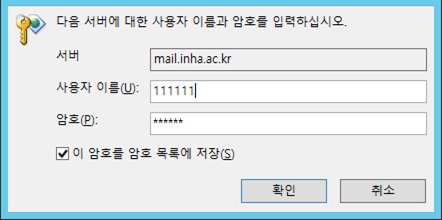 다음 서버에 대한 사용자 이름과 암호를 입력하십시오.
서버 mail.inha.ac.kr
사용자 이름(U): 111111
암호(P): ******
이 암호를 암호 목록에 저장(S)
확인 취소